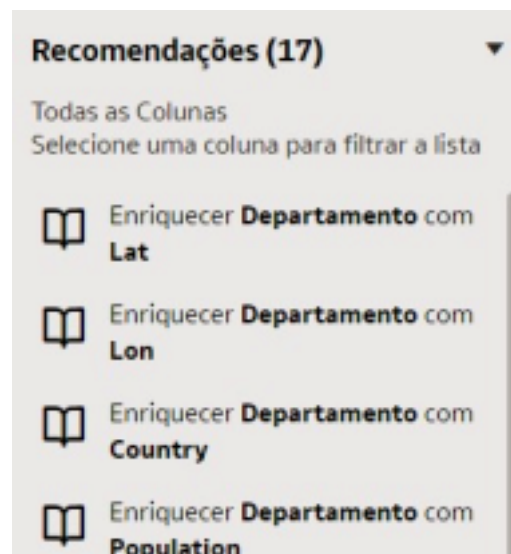 Recomendações (17)
Todas as Colunas
Selecione uma coluna para filtrar a lista
Enriquecer Departamento com
Lat
Enriquecer Departamento com
Lon
Enriquecer Departamento com
Country
Enriquecer Departamento com
Population